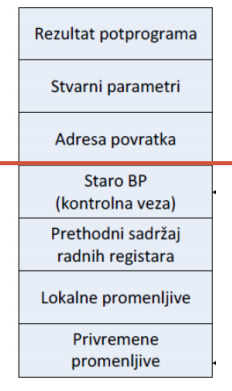 Rezultat potprograma
Stvarni parametri
Adresa povratka
Staro BP
(kontrolna veza)
Prethodni sadržaj
radnih registara
Lokalne promenljive
Privremene
promenljive